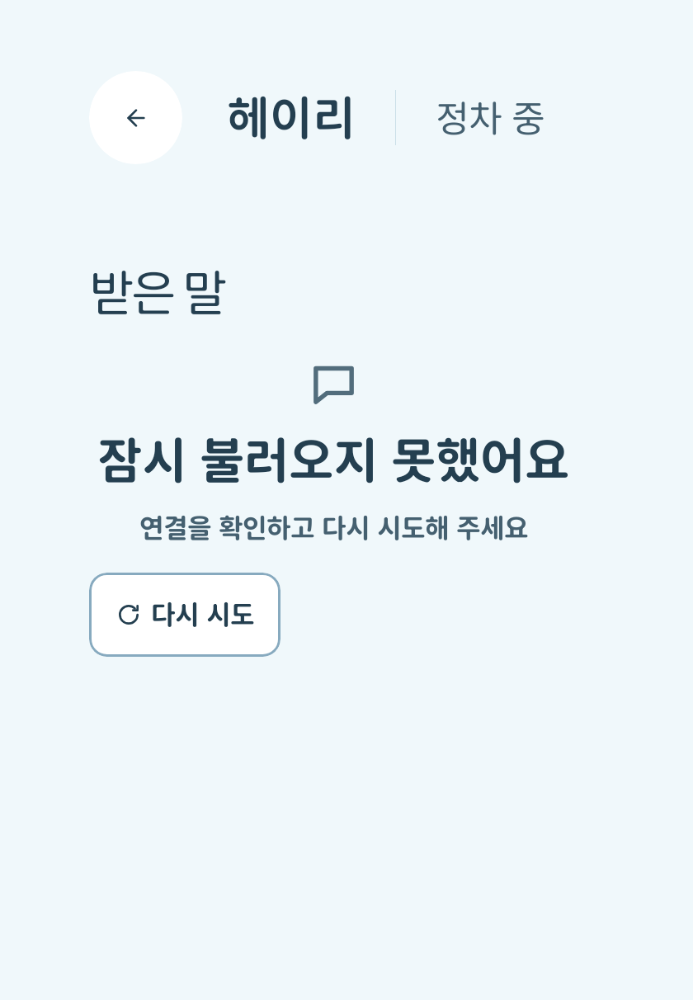 헤이리
정차 중
받은 말
잠시 불러오지 못했어요
연결을 확인하고 다시 시도해 주세요
다시 시도